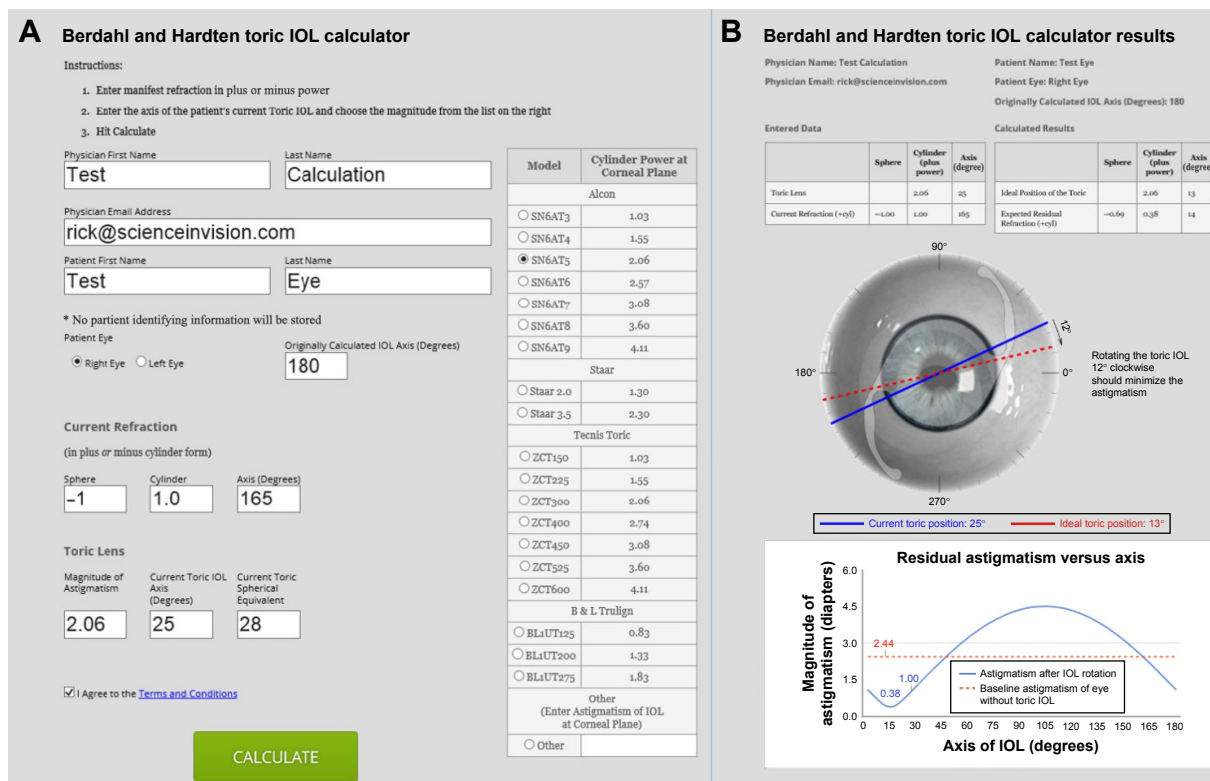 A Berdahl and Hardten toric IOL calculator
Instructions:
1. Enter manifest refraction in plus or minus power
2. Enter the axis of the patient's current Toric IOL and choose the magnitude from the list on the right
3. Hit Calculate
Physician First Name Last Name
Test Calculation
Physician Email Address
rick@scienceinvision.com
Patient First Name Last Name
Test Eye
* No partient identifying information will be stored
Patient Eye
Right Eye Left Eye
Originally Calculated IOL Axis (Degrees)
180
Current Refraction
(in plus or minus cylinder form)
Sphere Cylinder Axis (Degrees)
−1 1.0 165
Toric Lens
Magnitude of Astigmatism
Current Toric IOL Axis (Degrees)
Current Toric Spherical Equivalent
2.06 25 28
I Agree to the Terms and Conditions
CALCULATE
Model Cylinder Power at
Corneal Plane
Alcon
SN6AT3 1.03
SN6AT4 1.55
SN6AT5 2.06
SN6AT6 2.57
SN6AT7 3.08
SN6AT8 3.60
SN6AT9 4.11
Staar
Staar 2.0 1.30
Staar 3.5 2.30
Tecnis Toric
ZCT150 1.03
ZCT225 1.55
ZCT300 2.06
ZCT400 2.74
ZCT450 3.08
ZCT525 3.60
ZCT600 4.11
B & L Trulign
BL1UT125 0.83
BL1UT200 1.33
BL1UT275 1.83
Other
(Enter Astigmatism of IOL
at Corneal Plane)
Other
B Berdahl and Hardten toric IOL calculator results
Physician Name: Test Calculation
Physician Email: rick@scienceinvision.com
Patient Name: Test Eye
Patient Eye: Right Eye
Originally Calculated IOL Axis (Degrees): 180
Entered Data
Sphere Cylinder (plus power) Axis (degree)
Toric Lens 2.06 25
Current Refraction (+cyl) −1.00 1.00 165
Calculated Results
Sphere Cylinder (plus power) Axis (degree
Ideal Position of the Toric 2.06 13
Expected Residual
Refraction (+cyl) −0.69 0.38 14
90°
12°
180°
0°
270°
Rotating the toric IOL
12° clockwise
should minimize the
astigmatism
Current toric position: 25° Ideal toric position: 13°
Residual astigmatism versus axis
Magnitude of
astigmatism (diapters)
6.0
4.5
3.0
1.5
0.0
2.44
1.00
0.38
Astigmatism after IOL rotation
Baseline astigmatism of eye
without toric IOL
0 15 30 45 60 75 90 105 120 135 150 165 180
Axis of IOL (degrees)